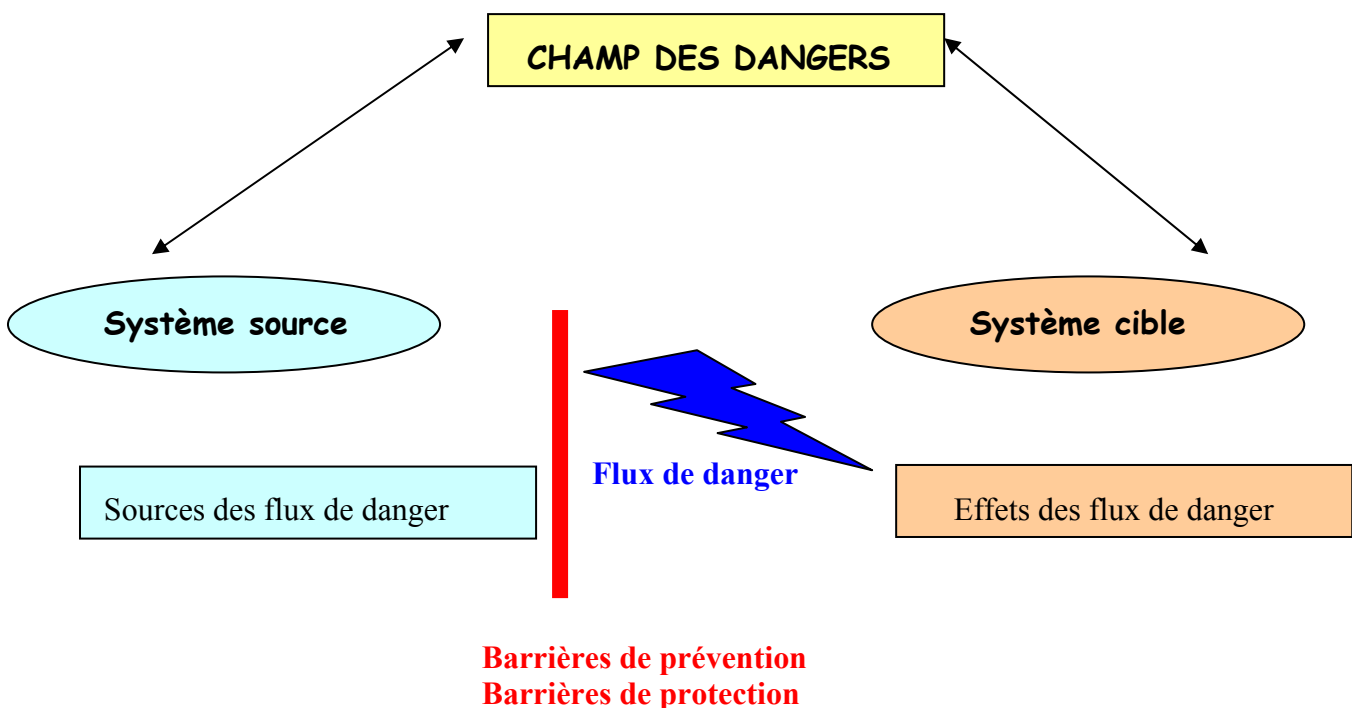 CHAMP DES DANGERS
Système source
Système cible
Flux de danger
Sources des flux de danger
Effets des flux de danger
Barrières de prévention
Barrières de protection